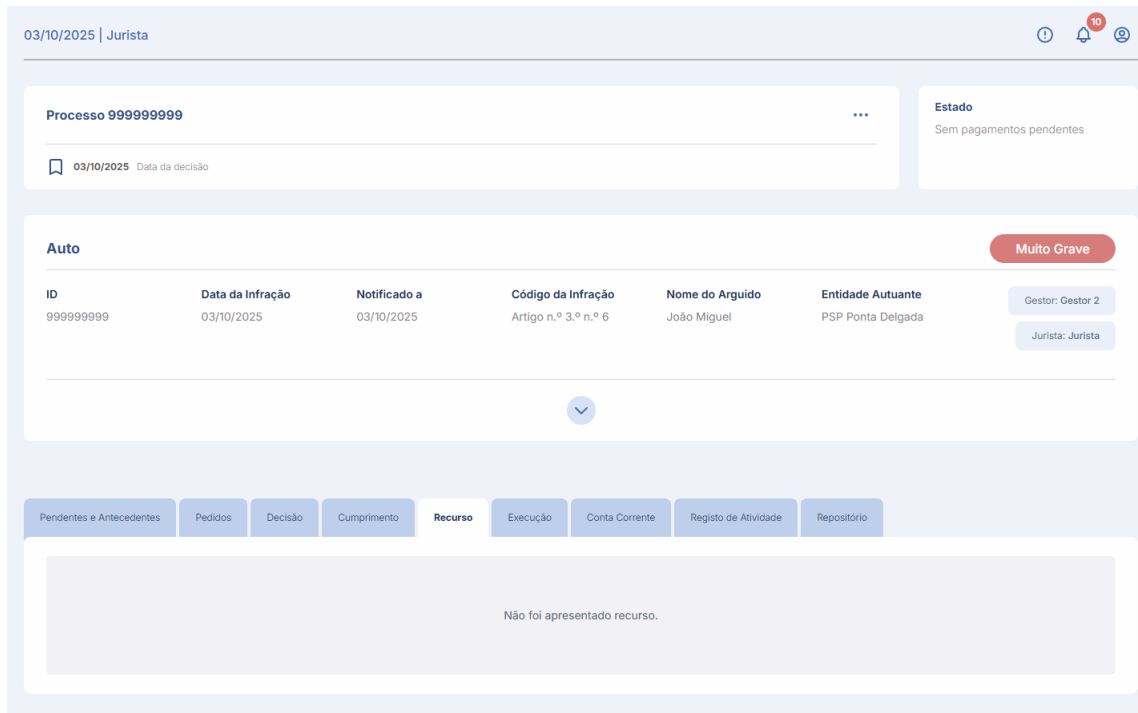 03/10/2025 | Jurista
10
Processo 999999999
...
03/10/2025 Data da decisão
Estado
Sem pagamentos pendentes
Auto
Muito Grave
ID Data da Infração Notificado a Código da Infração Nome do Arguido Entidade Autuante
999999999 03/10/2025 03/10/2025 Artigo n.º 3.º n.º 6 João Miguel PSP Ponta Delgada
Gestor: Gestor 2
Jurista: Jurista
Pendentes e Antecedentes Pedidos Decisão Cumprimento Recurso Execução Conta Corrente Registo de Atividade Repositório
Não foi apresentado recurso.